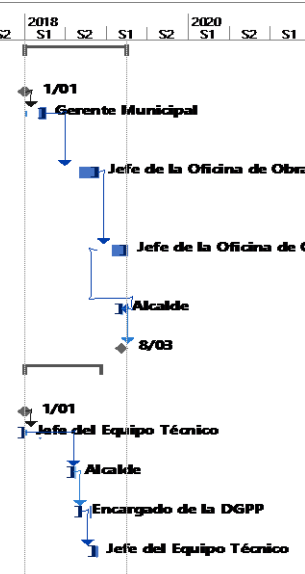 2018 2020
S2 S1 S2 S1 S2 S1 S2 S1
1/01
Gerente Municipal
Jefe de la Oficina de Obra
Jefe de la Oficina de
Alcalde
8/03
1/01
Jefe del Equipo Técnico
Alcalde
Encargado de la DGPP
Jefe del Equipo Técnico